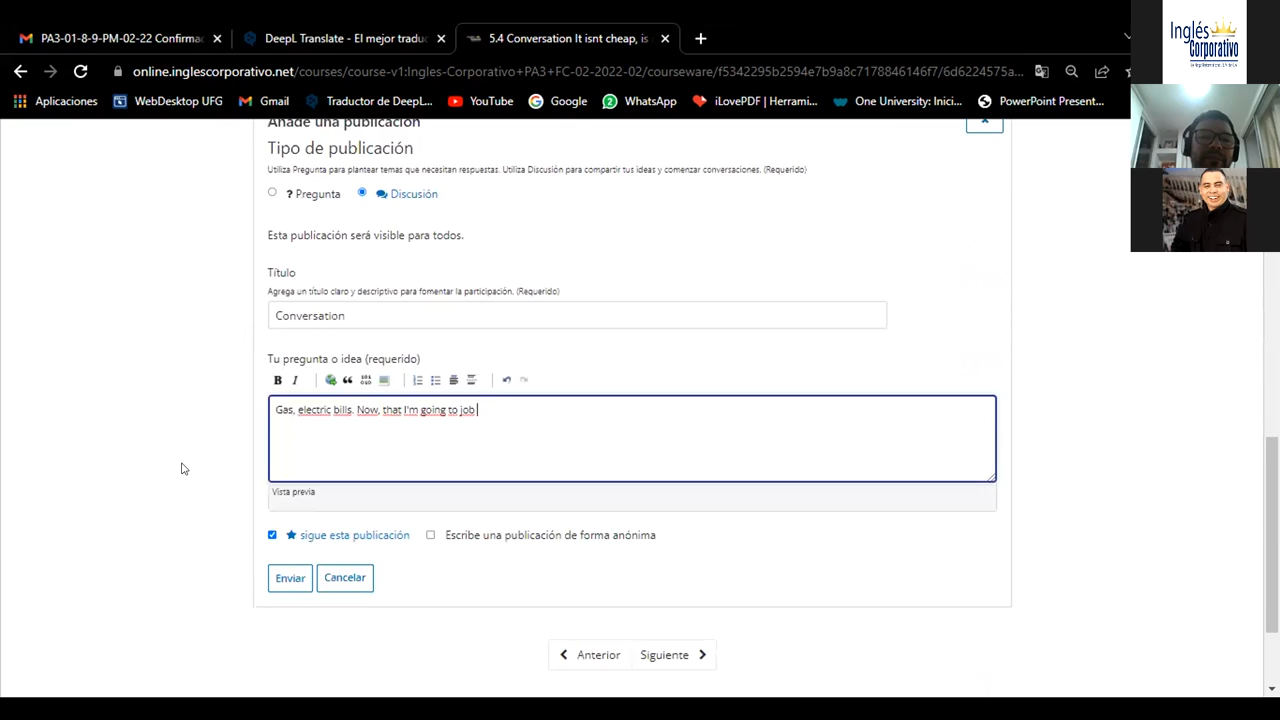 PA3-01-8-9-PM-02-22 Confirma
DeepL Translate - El mejor tradu
5.4 Conversation It isnt cheap, is
online.inglescorporativo.net/courses/course-v1:Ingles-Corporativo+PA3+FC-02-2022-02/courseware/f5342295b2594e7b9a8c7178846146f7/6d6224575a...
Aplicaciones WebDesktop UFG Gmail Traductor de DeepL... YouTube Google WhatsApp iLovePDF | Herrami... One University: Inici... PowerPoint Present...
Inglés
Corporativo
Añade una publicación
Tipo de publicación
Utiliza Pregunta para plantear temas que necesitan respuestas. Utiliza Discusión para compartir tus ideas y comenzar conversaciones. (Requerido)
? Pregunta Discusión
Esta publicación será visible para todos.
Título
Agrega un título claro y descriptivo para fomentar la participación. (Requerido)
Conversation
Tu pregunta o idea (requerido)
B I
Gas, electric bills. Now, that I'm going to job
Vista previa
sigue esta publicación Escribe una publicación de forma anónima
Enviar Cancelar
Anterior Siguiente